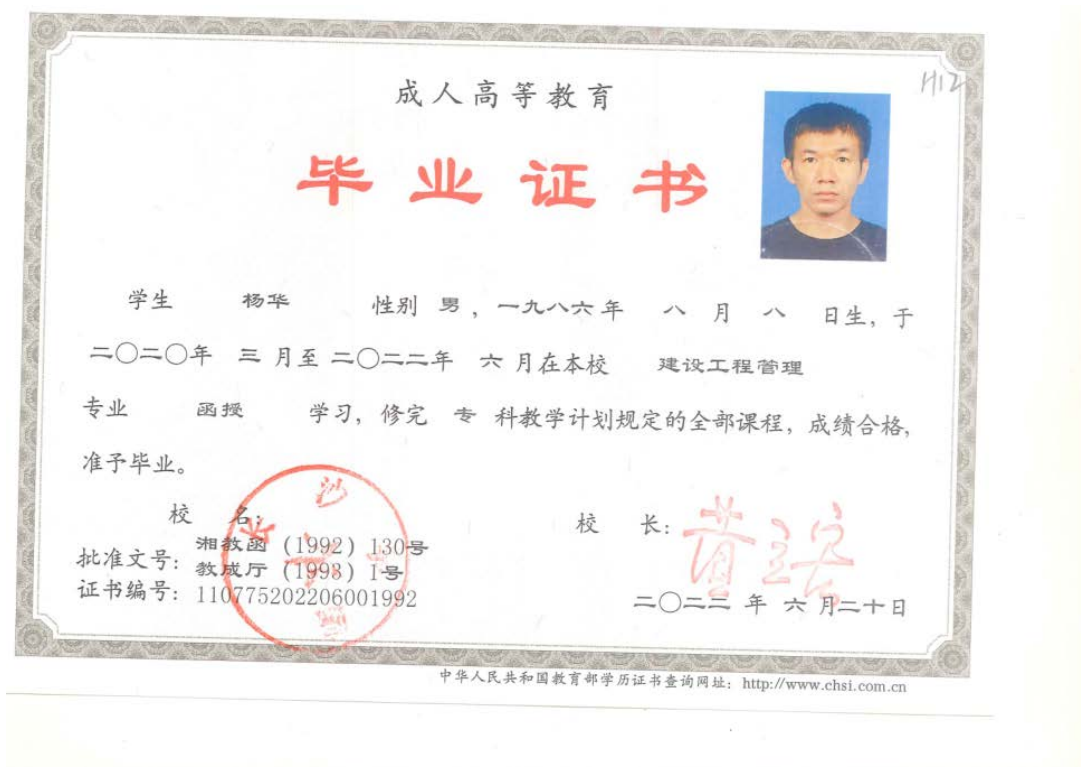 成人高等教育
H12
毕业证书
学生 杨华 性别 男，一九八六年 八 月 八 日生，于
二〇二〇年 三 月至 二〇二二年 六 月在本校 建设工程管理
专业 函授 学习，修完 专 科教学计划规定的全部课程，成绩合格，
准予毕业。
校 名： 长沙大学
校 长：
批准文号：湘教函 (1992) 130号
教成厅 (1993) 1号
证书编号：110775202206001992
二〇二二 年 六 月二十日
中华人民共和国教育部学历证书查询网址：http://www.chsi.com.cn